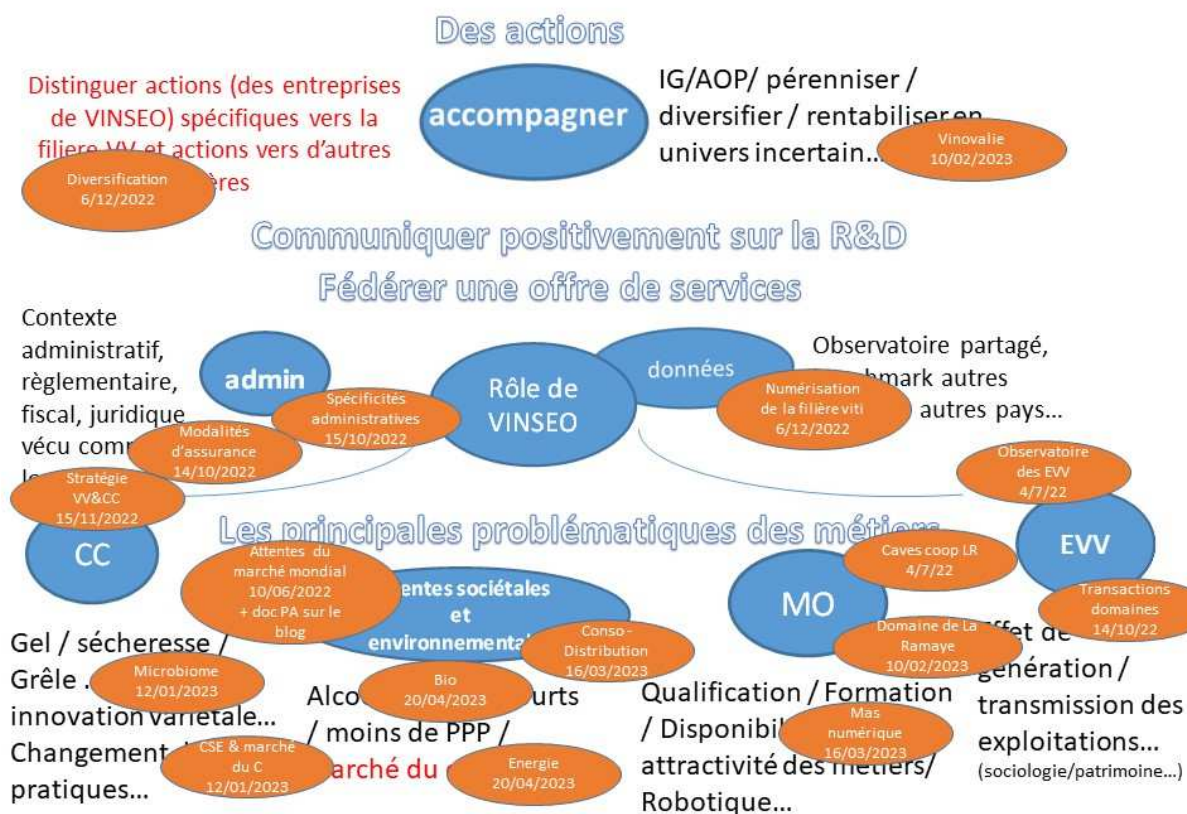 Des actions
Distinguer actions (des entreprises
de VINSEO) spécifiques vers la
filiere VV et actions vers d'autres
Diversification
6/12/2022
accompagner
IG/AOP/ pérenniser /
diversifier / rentabiliser en
univers incertain...
Vinovalie
10/02/2023
Communiquer positivement sur la R&D
Fédérer une offre de services
Contexte
administratif,
règlementaire,
fiscal, juridique
vécu
admin
Spécificités
administratives
15/10/2022
Modalités
d'assurance
14/10/2022
Stratégie
VV&CC
15/11/2022
Rôle de
VINSEO
données
Numérisation
de la filière viti
6/12/2022
Observatoire partagé,
autres
autres pays...
Observatoire
des EVV
4/7/22
Les principales problématiques des métiers
CC
Attentes du
marché mondial
10/06/2022
+ doc PA sur le
blog
sociétales
et
Conso-
Distribution
16/03/2023
MO
Caves coop LR
4/7/22
EVV
Transactions
domaines
14/10/22
Domaine de La
Ramaye
10/02/2023
Gel / sécheresse /
Grêle
innovation variétale...
Changement
pratiques...
Microbiome
12/01/2023
CSE & marché
du C
12/01/2023
Bio
20/04/2023
/ moins de PPP /
Energie
20/04/2023
Qualification / Formation
/
attractivité des métiers/
Robotique...
Mas
numérique
16/03/2023
de
génération /
transmission des
exploitations...
(sociologie/patrimoine...)